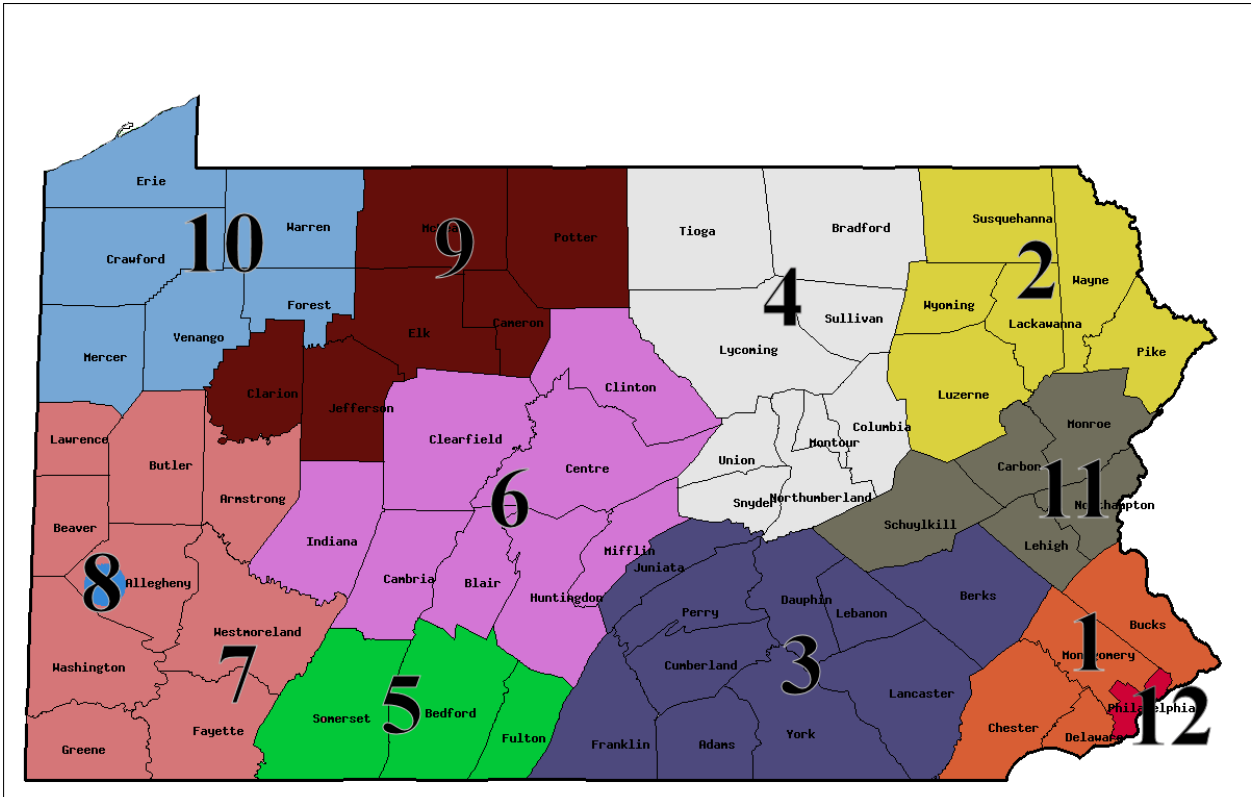 Erie
Warren
Potter
Tioga
Bradford
Susquehanna
10
9
Crawford
Wayne
2
Forest
4
Sullivan
Wyoming
Cameron
Elk
Lackawanna
Venango
Lycoming
Pike
Mercer
Clinton
Clarion
Luzerne
Jefferson
Monroe
Columbia
Lawrence
Clearfield
Montour
Butler
Union
Centre
Carbon
Armstrong
6
Snyder
Northumberland
11
Beaver
Schuylkill
Indiana
Mifflin
Lehigh
Juniata
8
Allegheny
Cambria
Blair
Huntingdon
Dauphin
Lebanon
Berks
Perry
Bucks
Westmoreland
1
Montgomery
Washington
7
Cumberland
3
5
Lancaster
12
Somerset
Bedford
Fayette
Chester
Fulton
York
Greene
Franklin
Adams